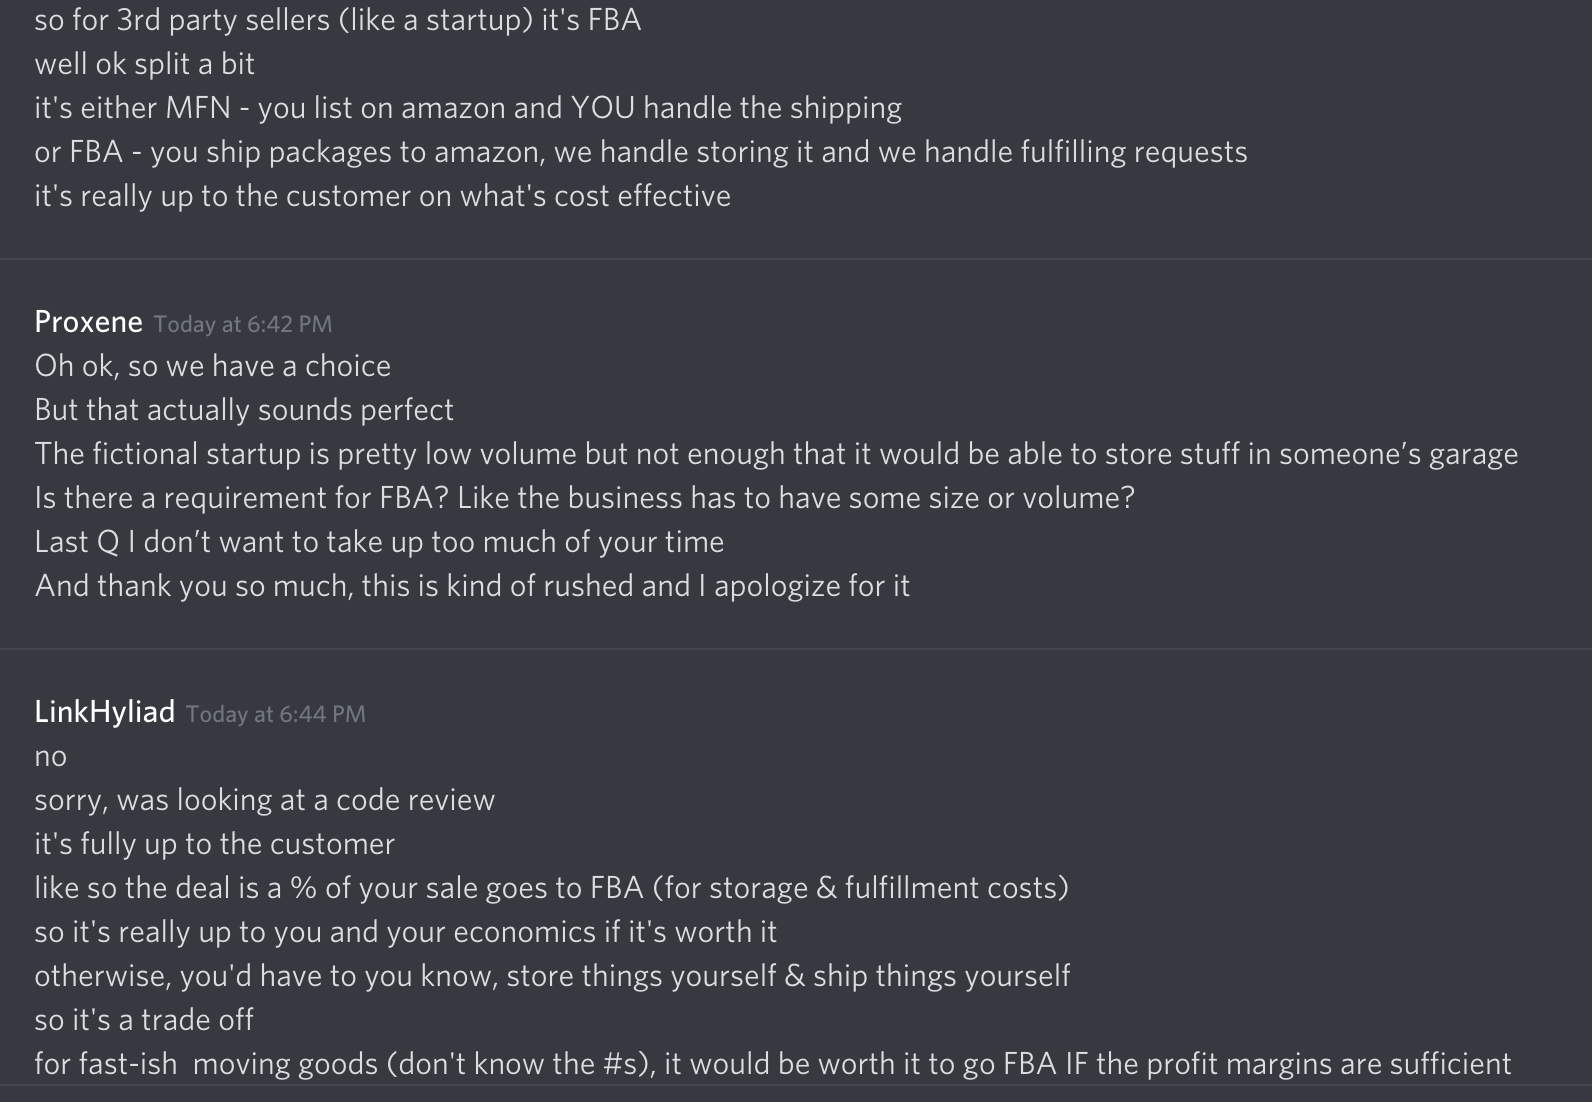 so for 3rd party sellers (like a startup) it's FBA
well ok split a bit
it's either MFN - you list on amazon and YOU handle the shipping
or FBA - you ship packages to amazon, we handle storing it and we handle fulfilling requests
it's really up to the customer on what's cost effective
Proxene Today at 6:42 PM
Oh ok, so we have a choice
But that actually sounds perfect
The fictional startup is pretty low volume but not enough that it would be able to store stuff in someone’s garage
Is there a requirement for FBA? Like the business has to have some size or volume?
Last Q I don’t want to take up too much of your time
And thank you so much, this is kind of rushed and I apologize for it
LinkHyliad Today at 6:44 PM
no
sorry, was looking at a code review
it's fully up to the customer
like so the deal is a % of your sale goes to FBA (for storage & fulfillment costs)
so it's really up to you and your economics if it's worth it
otherwise, you'd have to you know, store things yourself & ship things yourself
so it's a trade off
for fast-ish  moving goods (don't know the #s), it would be worth it to go FBA IF the profit margins are sufficient